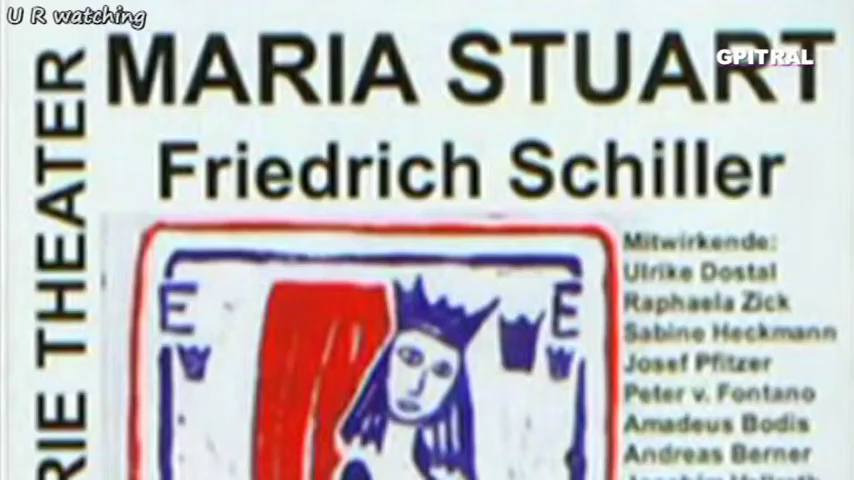 U R watching
GPITRAL
MARIA STUART
Friedrich Schiller
RIE THEATER
E
E
Mitwirkende:
Ulrike Dostal
Raphaela Zick
Sabine Heckmann
Josef Pfitzer
Peter v. Fontano
Amadeus Bodis
Andreas Berner